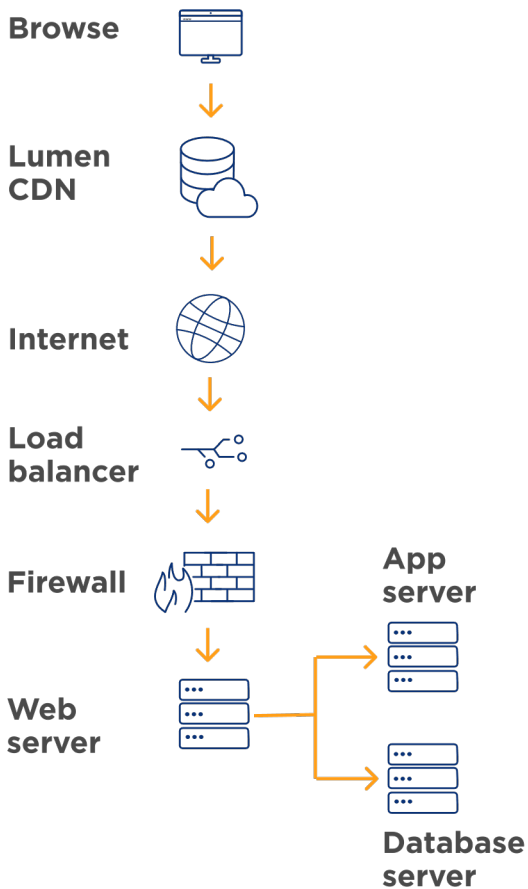 Browse
Lumen
CDN
Internet
Load
balancer
Firewall
App
server
Web
server
Database
server